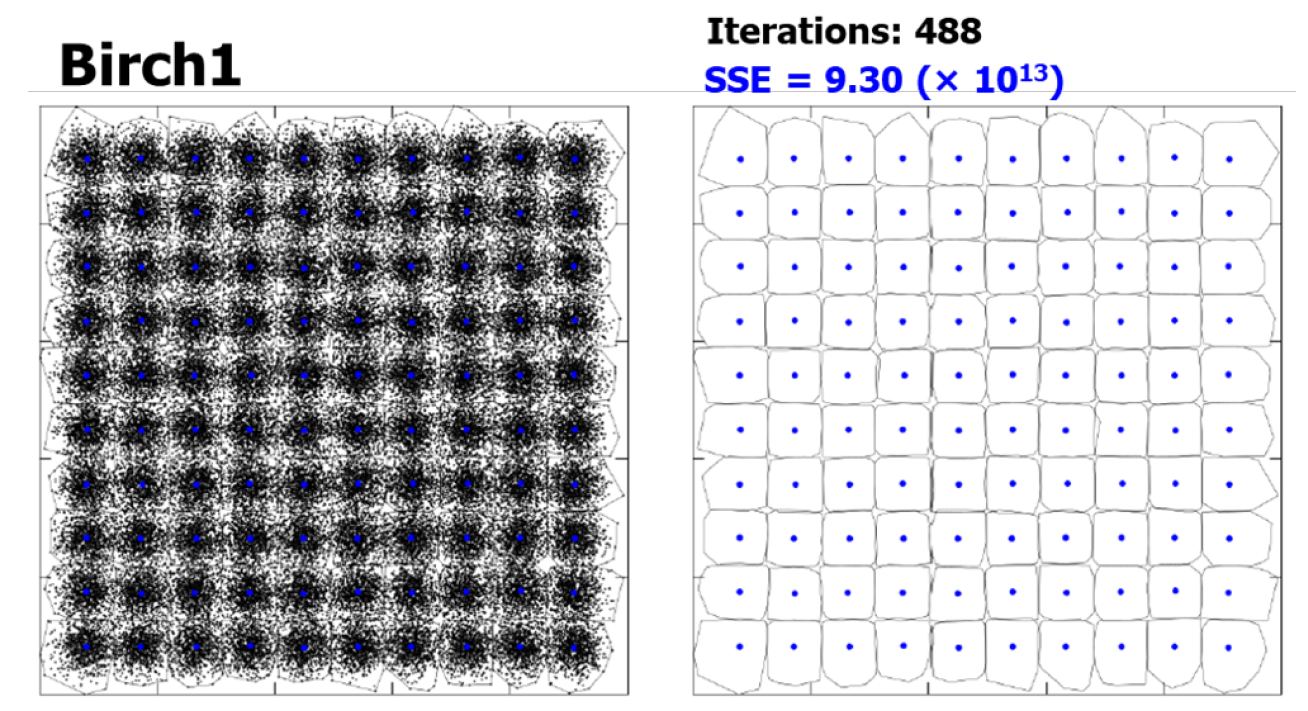 Birch1
Iterations: 488
SSE = 9.30 (× 10¹³)